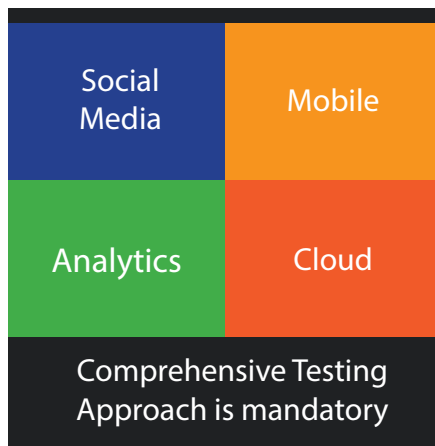 Social
Media
Mobile
Analytics
Cloud
Comprehensive Testing
Approach is mandatory